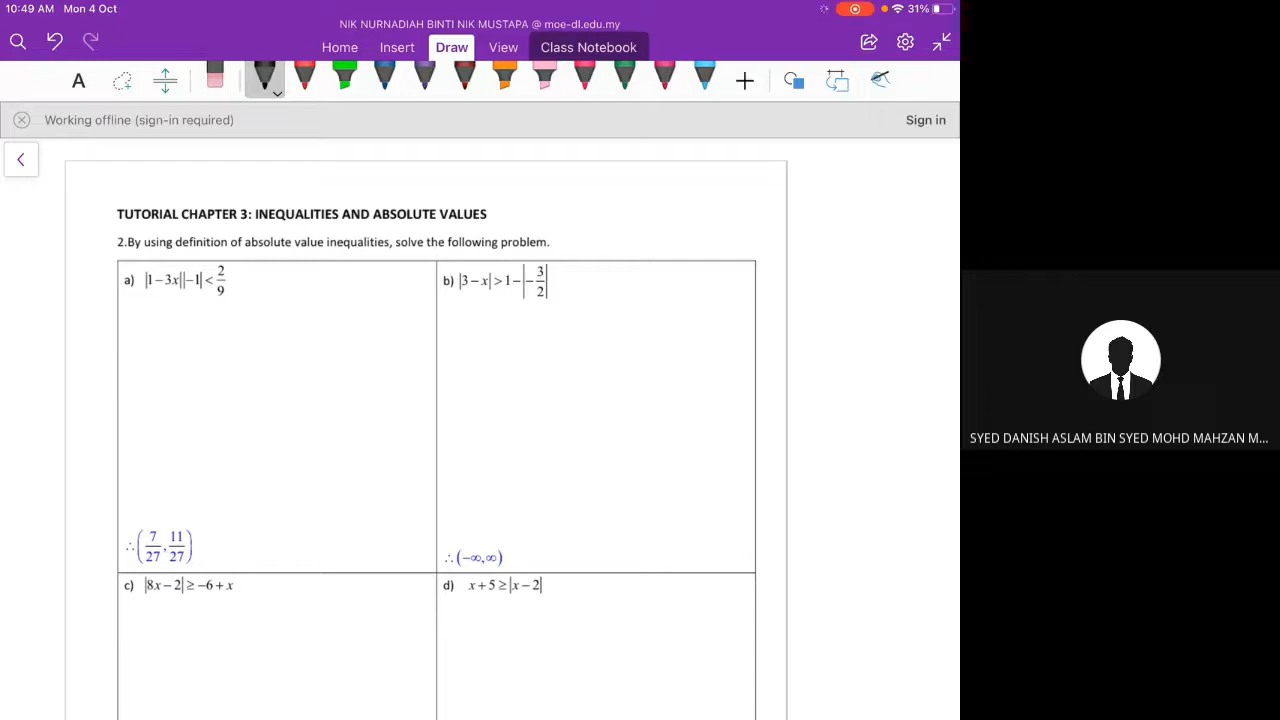 10:49 AM Mon 4 Oct
31%
NIK NURNADIAH BINTI NIK MUSTAPA @ moe-dl.edu.my
Home Insert Draw View Class Notebook
A
Working offline (sign-in required) Sign in
TUTORIAL CHAPTER 3: INEQUALITIES AND ABSOLUTE VALUES
2.By using definition of absolute value inequalities, solve the following problem.
a) |1−3x||−1| < 2/9
b) |3−x| > 1−|−3/2|
∴ (7/27, 11/27)
∴ (−∞,∞)
c) |8x−2| ≥ −6+x
d) x+5 ≥ |x−2|
SYED DANISH ASLAM BIN SYED MOHD MAHZAN M...